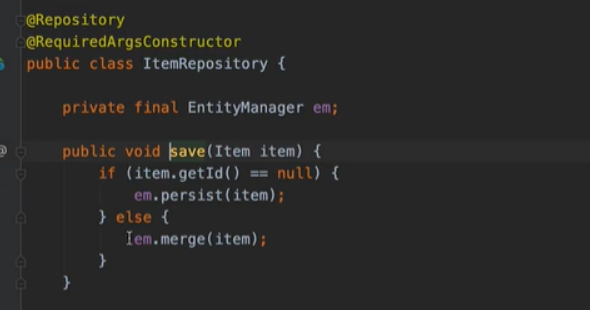 @Repository
@RequiredArgsConstructor
public class ItemRepository {
private final EntityManager em;
public void save(Item item) {
if (item.getId() == null) {
em.persist(item);
} else {
em.merge(item);
}
}